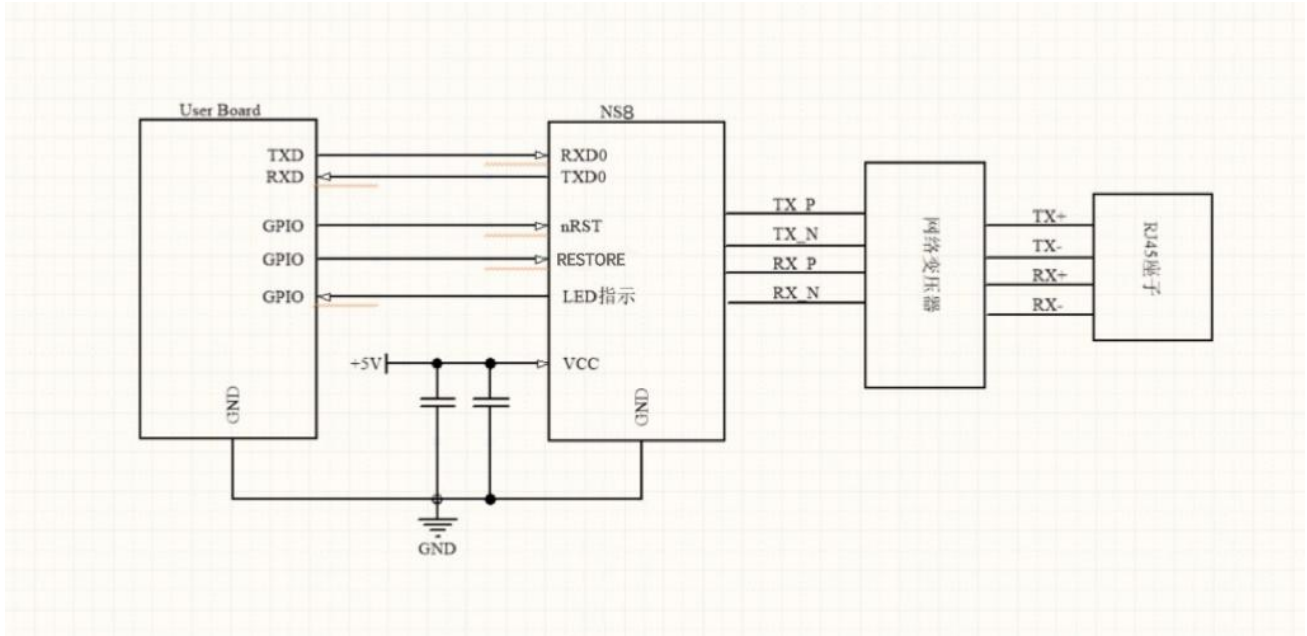 User Board
TXD
RXD
GPIO
GPIO
GPIO
GND
NS8
RXD0
TXD0
nRST
RESTORE
LED指示
+5V
VCC
GND
GND
TX_P
TX_N
RX_P
RX_N
网络变压器
TX+
TX-
RX+
RX-
RJ45座子